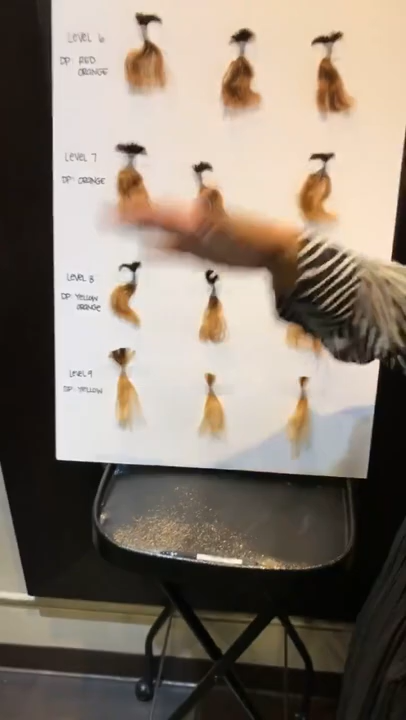 LEVEL 6
DP: RED
ORANGE
LEVEL 7
DP: ORANGE
LEVEL 8
DP: YELLOW
ORANGE
LEVEL 9
DP: YELLOW